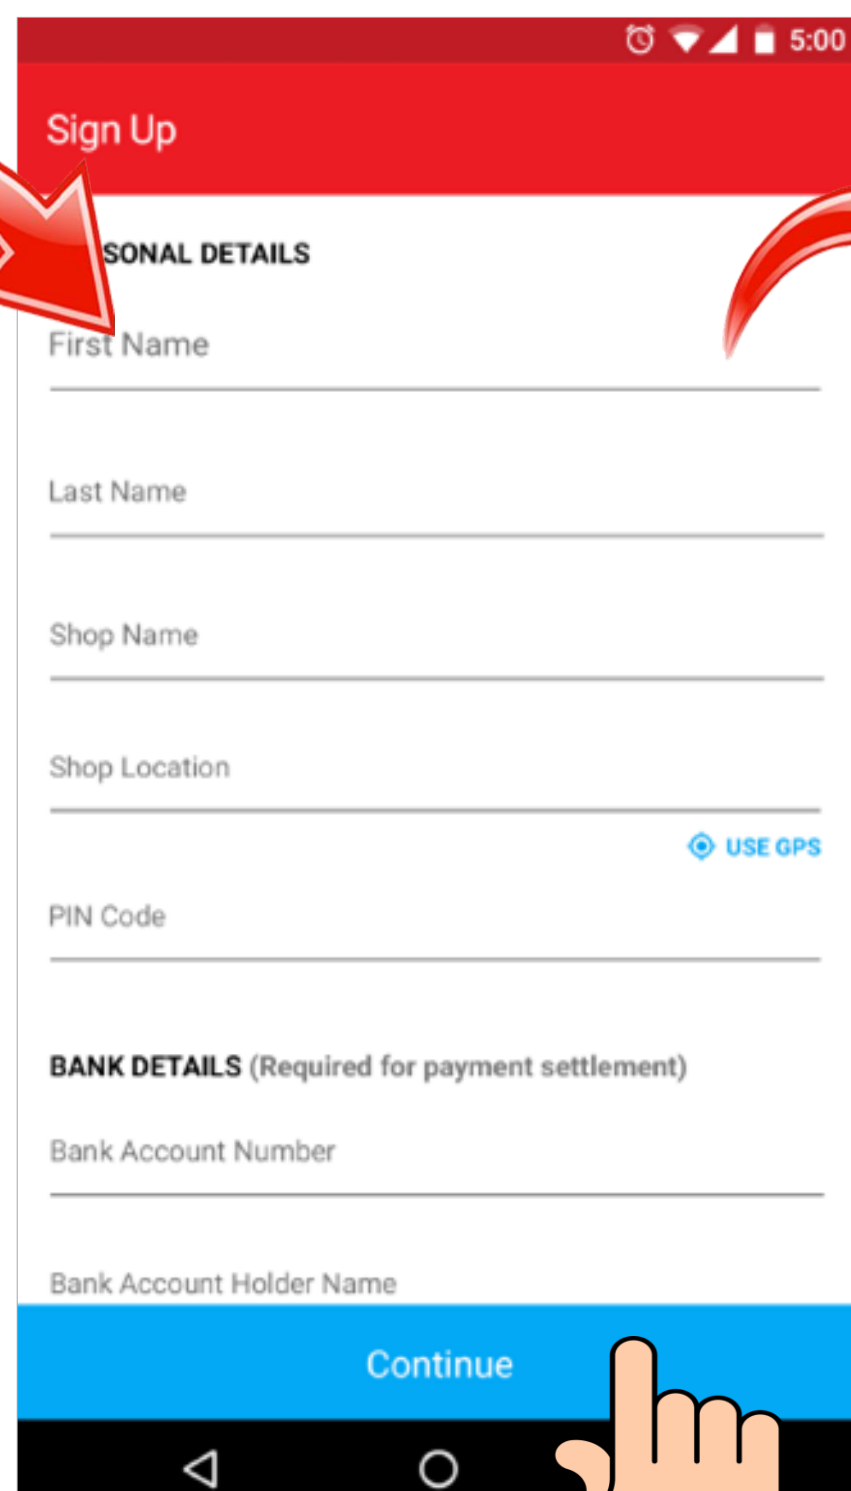 5:00
Sign Up
SONAL DETAILS
First Name
Last Name
Shop Name
Shop Location
USE GPS
PIN Code
BANK DETAILS (Required for payment settlement)
Bank Account Number
Bank Account Holder Name
Continue